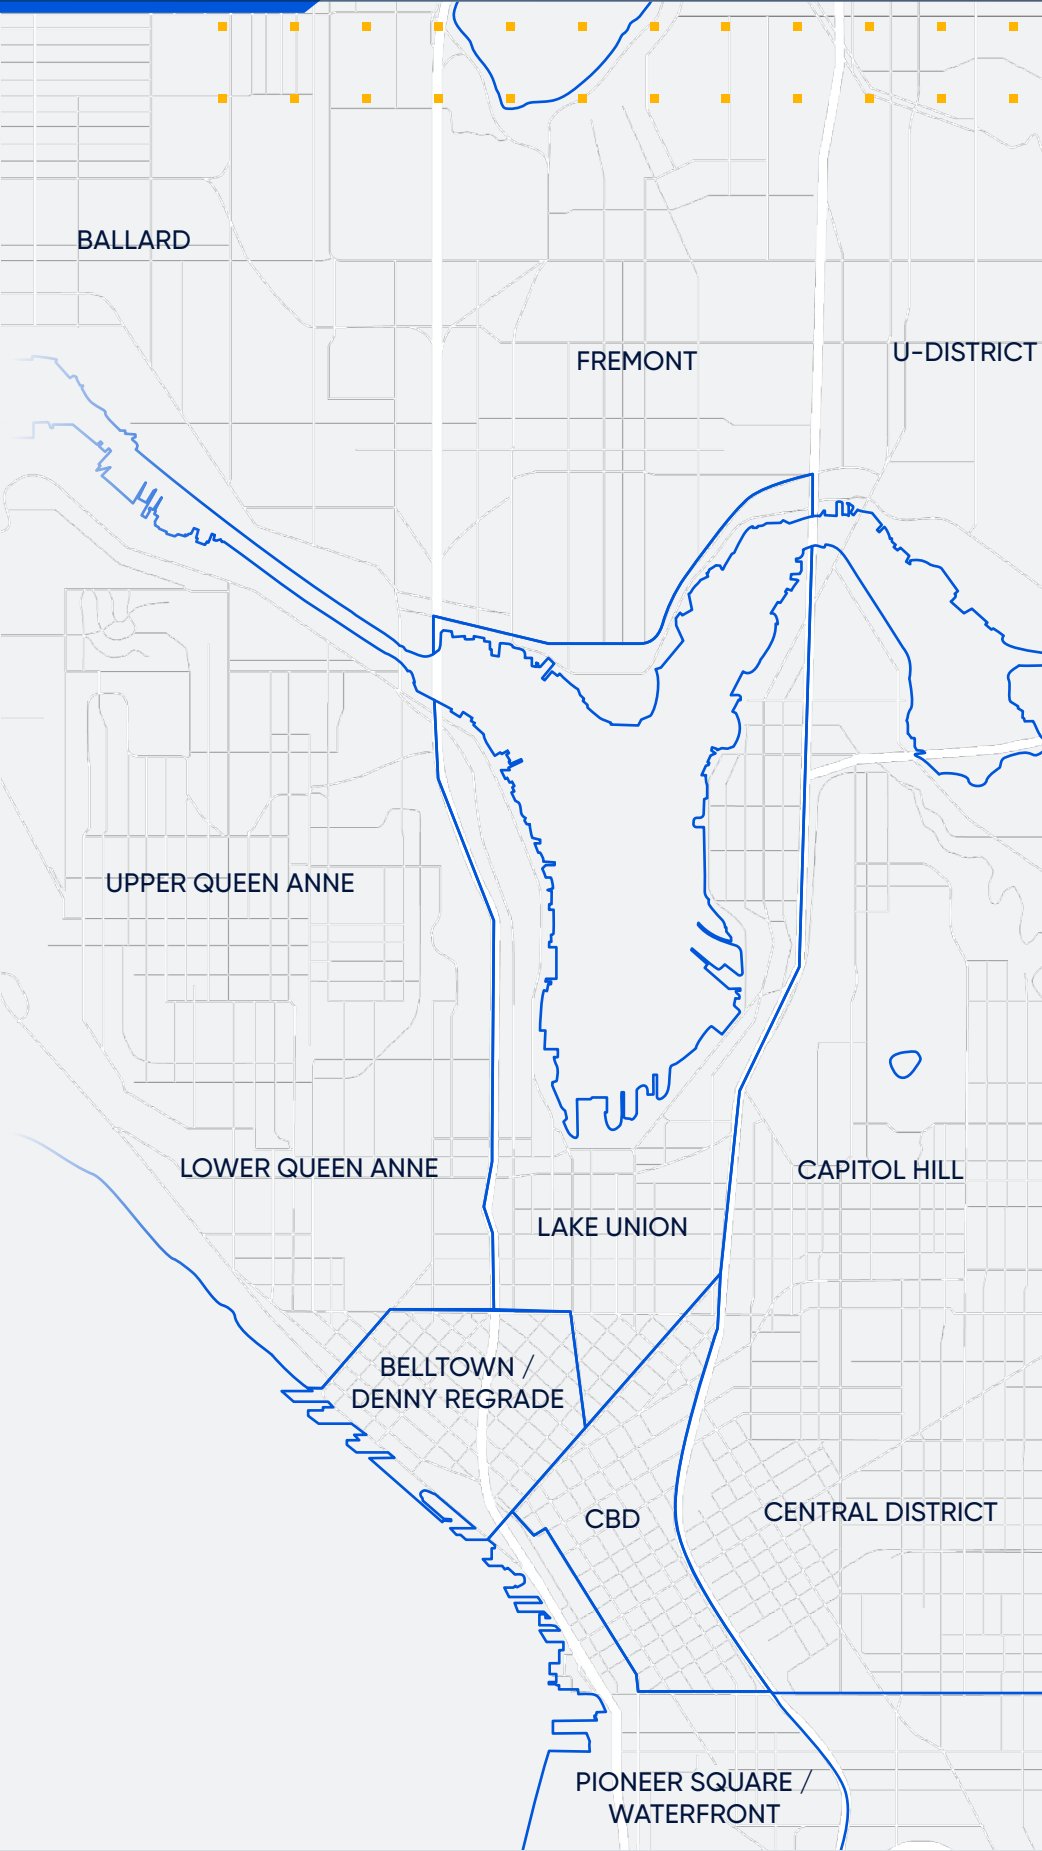 BALLARD
U-DISTRICT
FREMONT
UPPER QUEEN ANNE
LOWER QUEEN ANNE
CAPITOL HILL
LAKE UNION
BELLTOWN /
DENNY REGRADE
CENTRAL DISTRICT
CBD
PIONEER SQUARE /
WATERFRONT